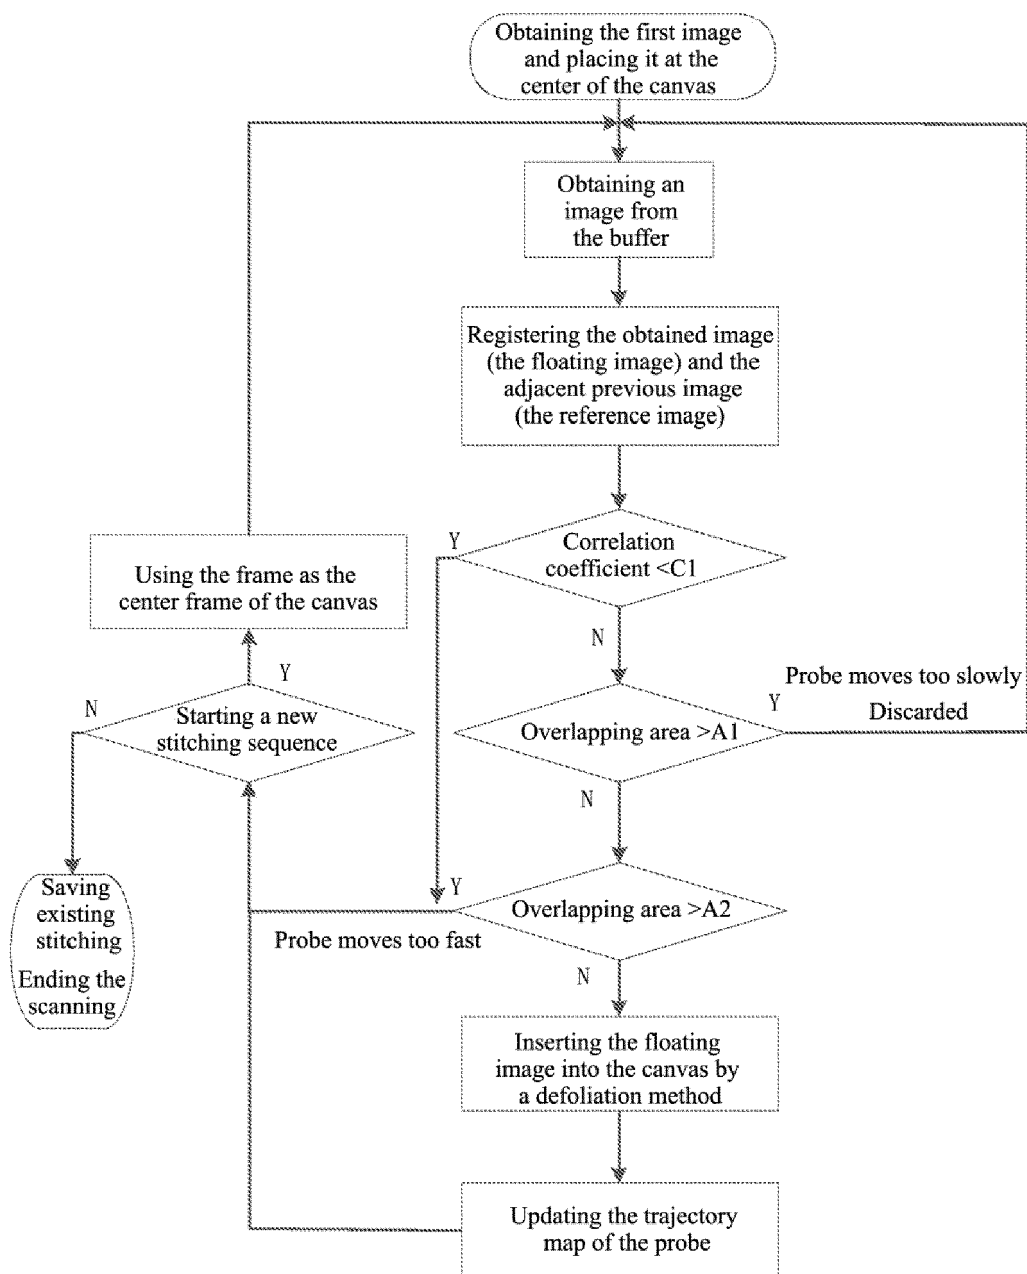 Obtaining the first image
and placing it at the
center of the canvas
Obtaining an
image from
the buffer
Registering the obtained image
(the floating image) and the
adjacent previous image
(the reference image)
Y
Correlation
coefficient <C1
N
Using the frame as the
center frame of the canvas
Y
N
Starting a new
stitching sequence
Overlapping area >A1
Y
Probe moves too slowly
Discarded
N
Saving
existing
stitching
Ending the
scanning
Y
Overlapping area >A2
Probe moves too fast
N
Inserting the floating
image into the canvas by
a defoliation method
Updating the trajectory
map of the probe